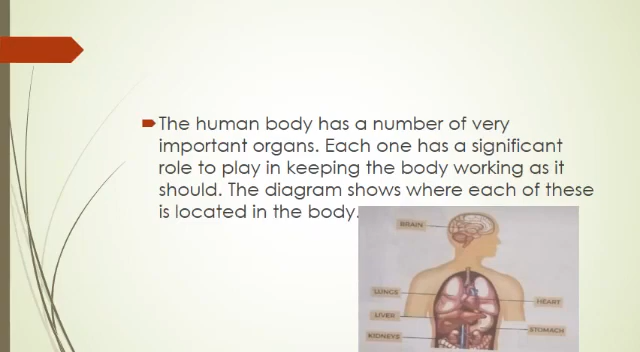 The human body has a number of very
important organs. Each one has a significant
role to play in keeping the body working as it
should. The diagram shows where each of these
is located in the body.
BRAIN
LUNGS
HEART
LIVER
STOMACH
KIDNEYS